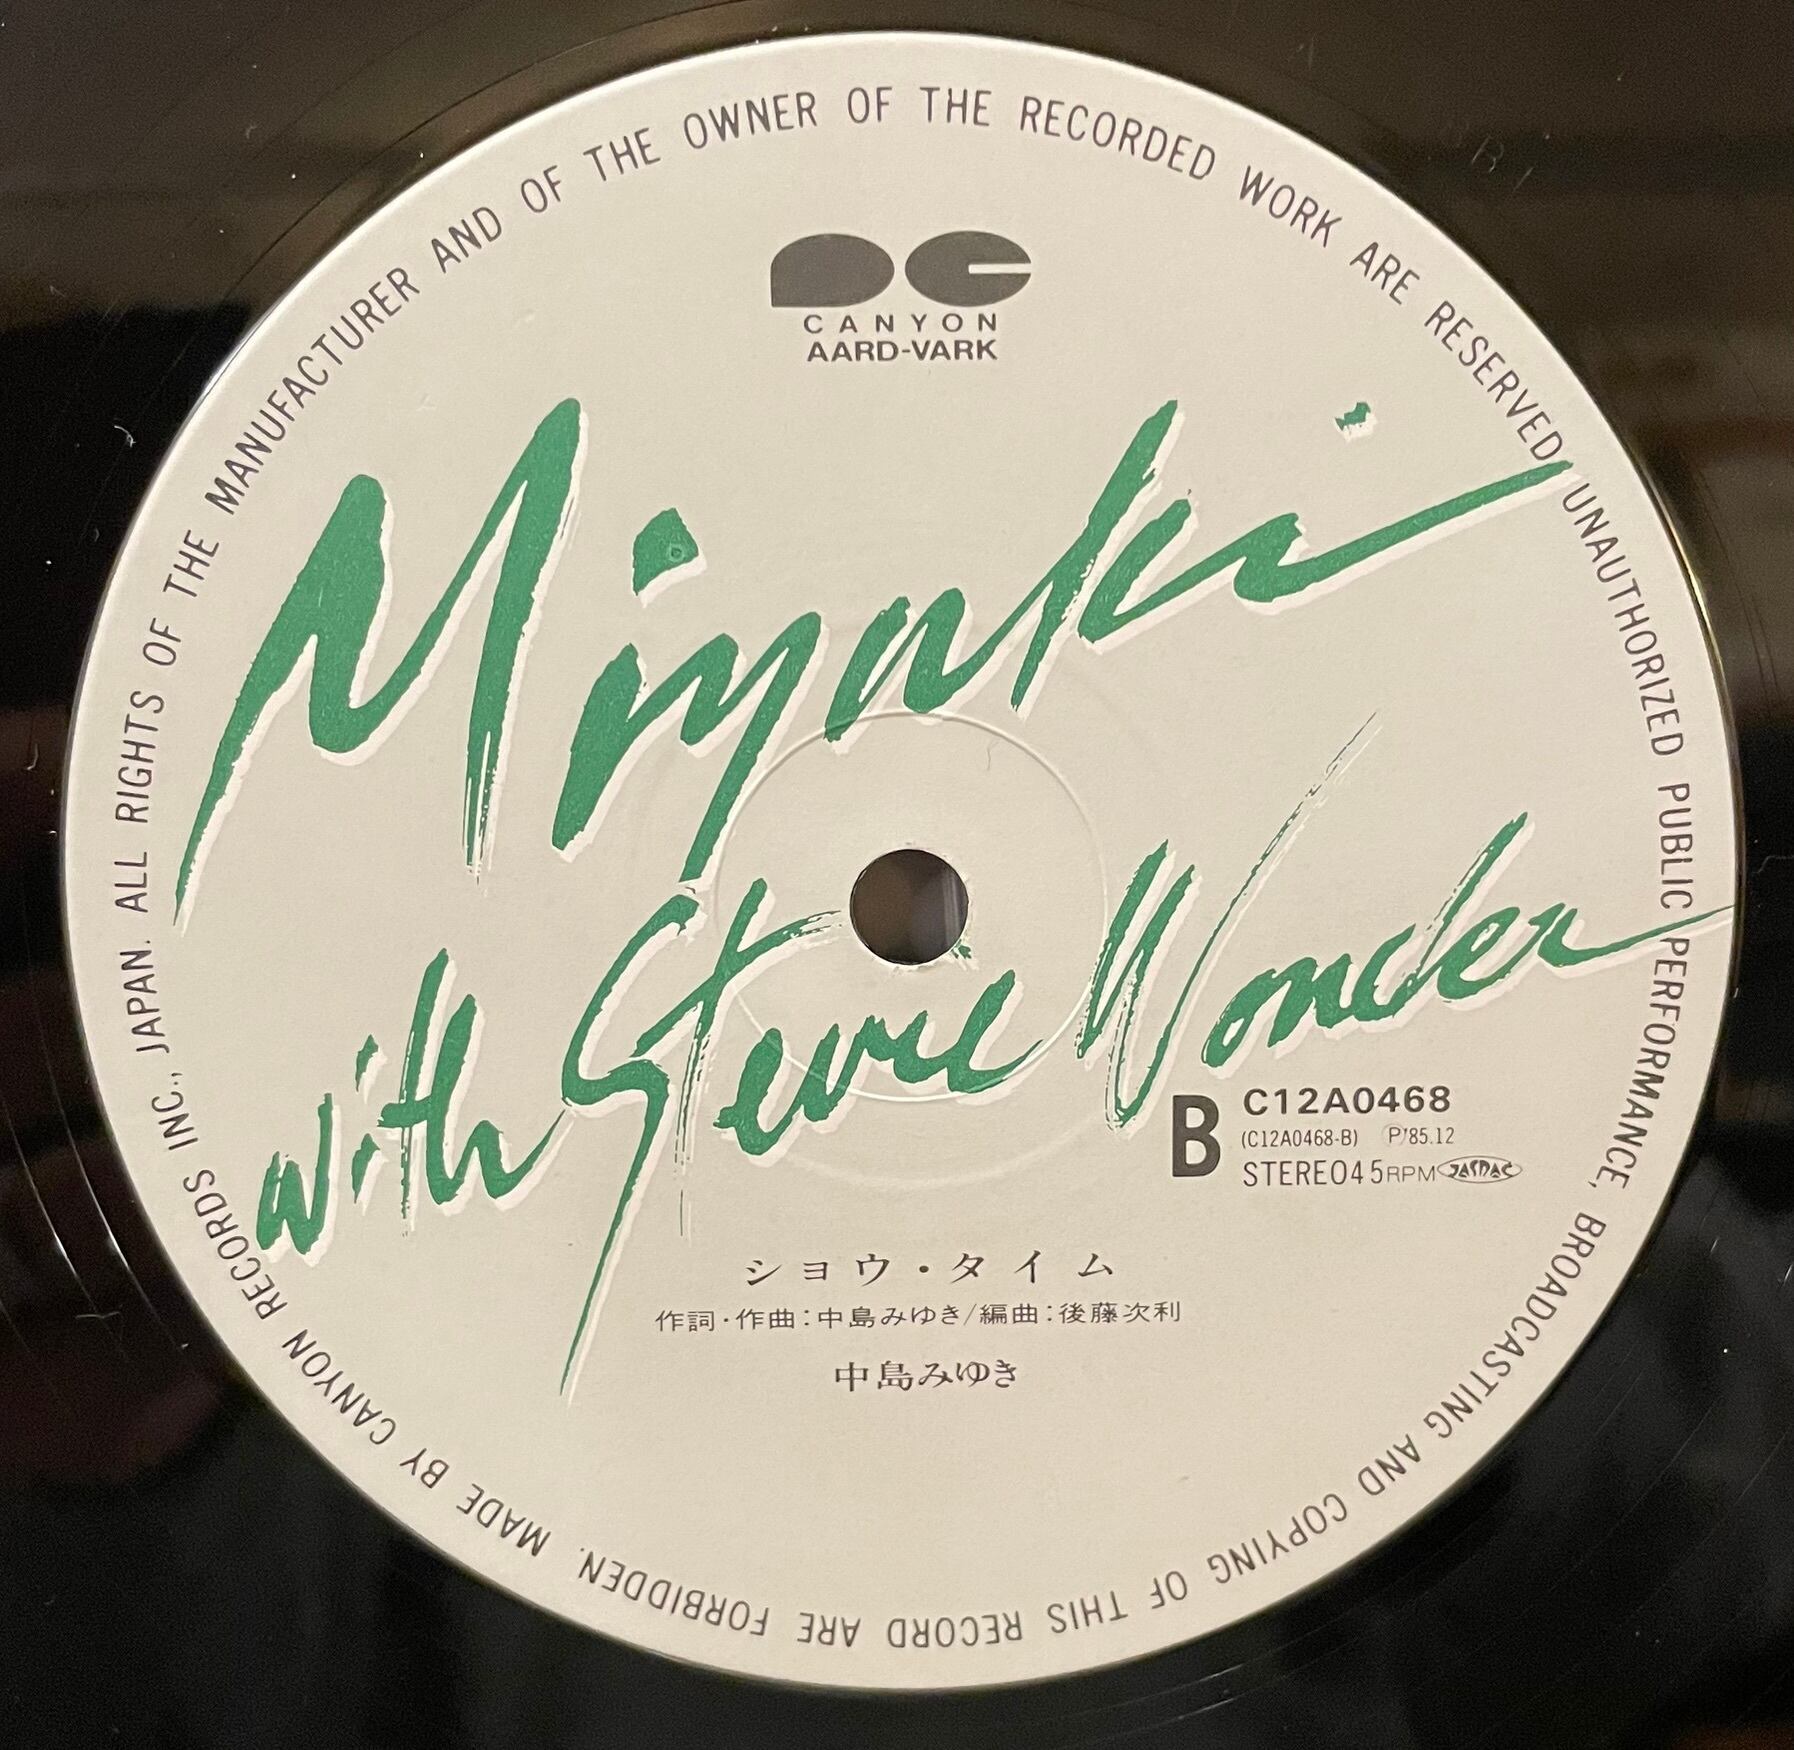 CANYON
AARD-VARK
Miyuki
with Stevie Wonder
B
C12A0468
(C12A0468-B) P'85.12
STEREO45RPM JASRAC
ショウ・タイム
作詞・作曲:中島みゆき/編曲:後藤次利
中島みゆき
MADE BY CANYON RECORDS INC., JAPAN. ALL RIGHTS OF THE MANUFACTURER AND OF THE OWNER OF THE RECORDED WORK ARE RESERVED UNAUTHORIZED PUBLIC PERFORMANCE, BROADCASTING AND COPYING OF THIS RECORD ARE FORBIDDEN.